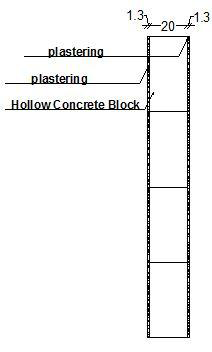 1.3 20 1.3
plastering
plastering
Hollow Concrete Block